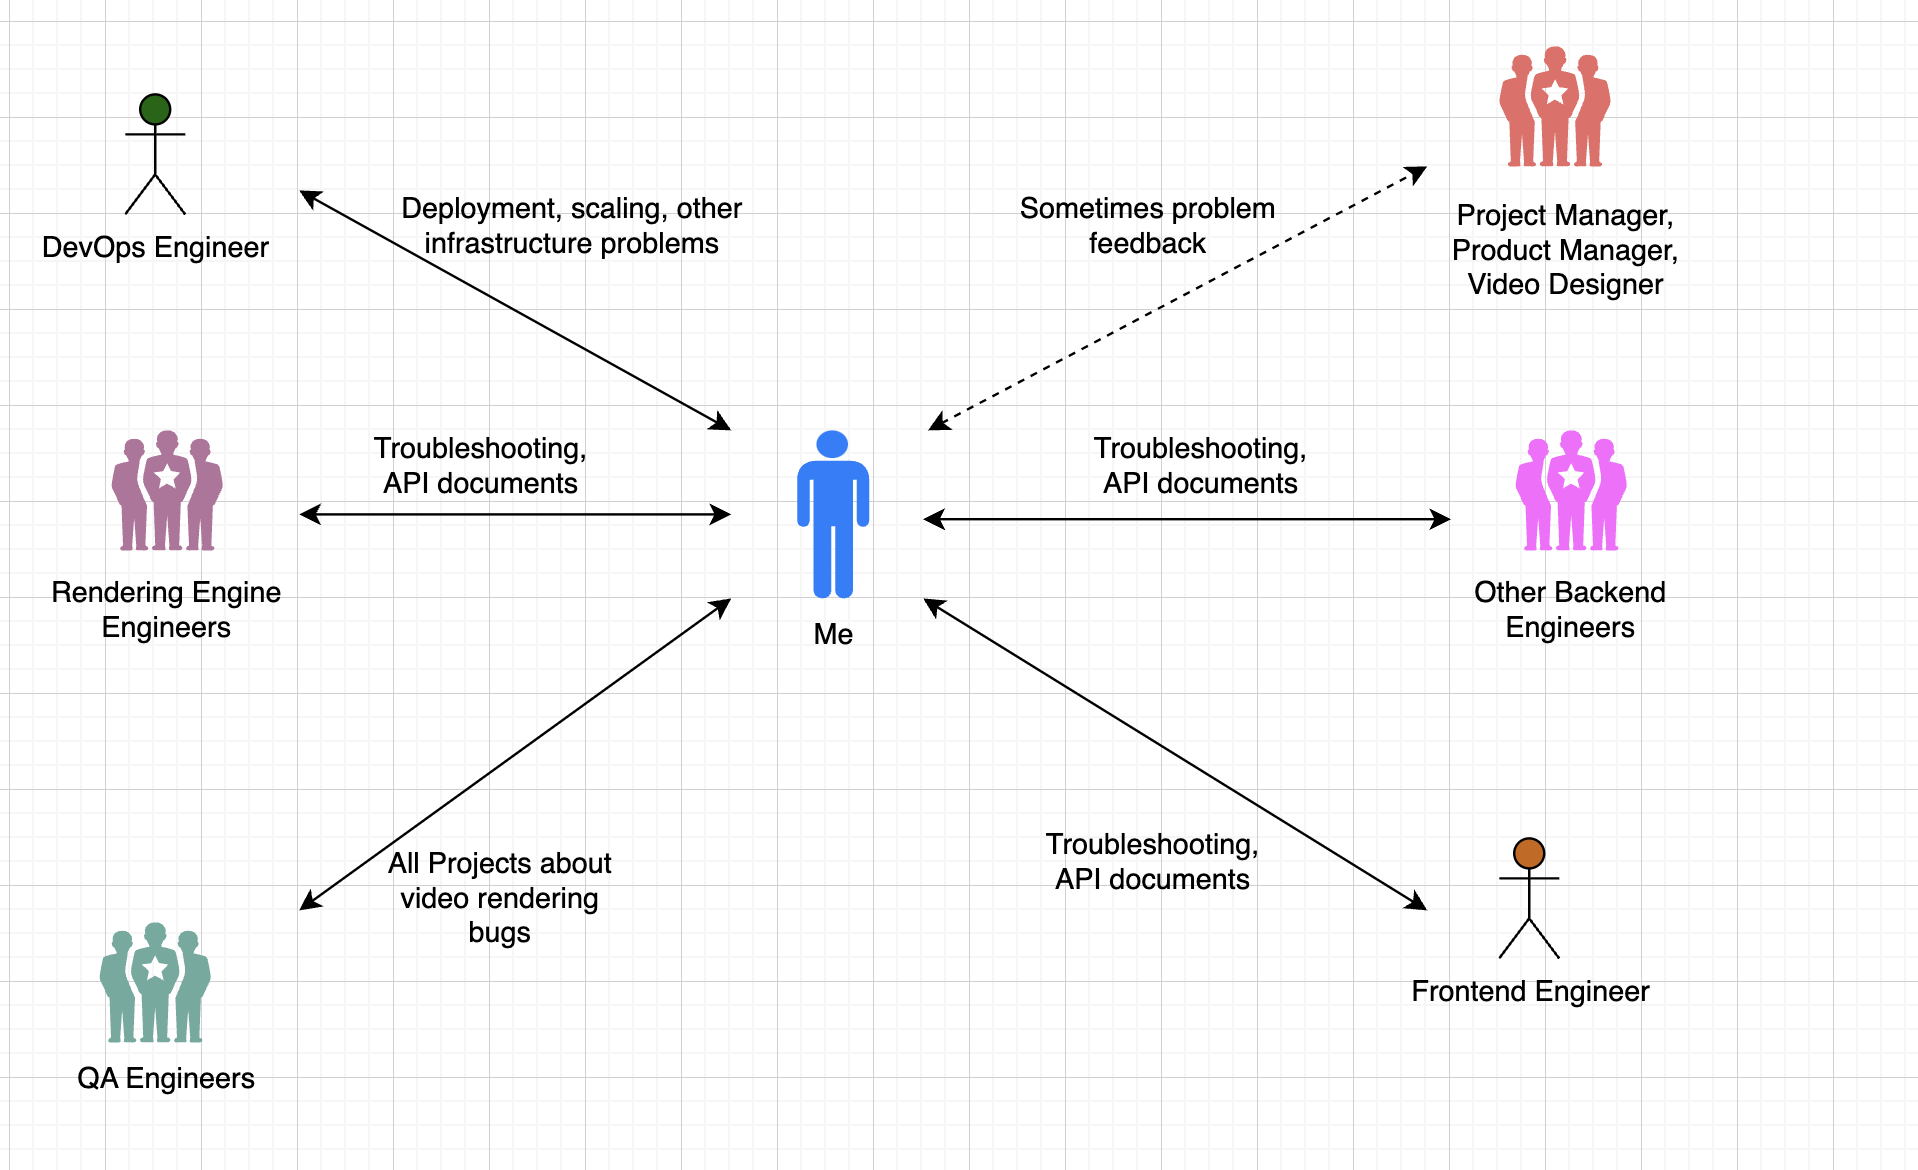 DevOps Engineer
Deployment, scaling, other
infrastructure problems
Sometimes problem
feedback
Project Manager,
Product Manager,
Video Designer
Rendering Engine
Engineers
Troubleshooting,
API documents
Me
Troubleshooting,
API documents
Other Backend
Engineers
QA Engineers
All Projects about
video rendering
bugs
Troubleshooting,
API documents
Frontend Engineer